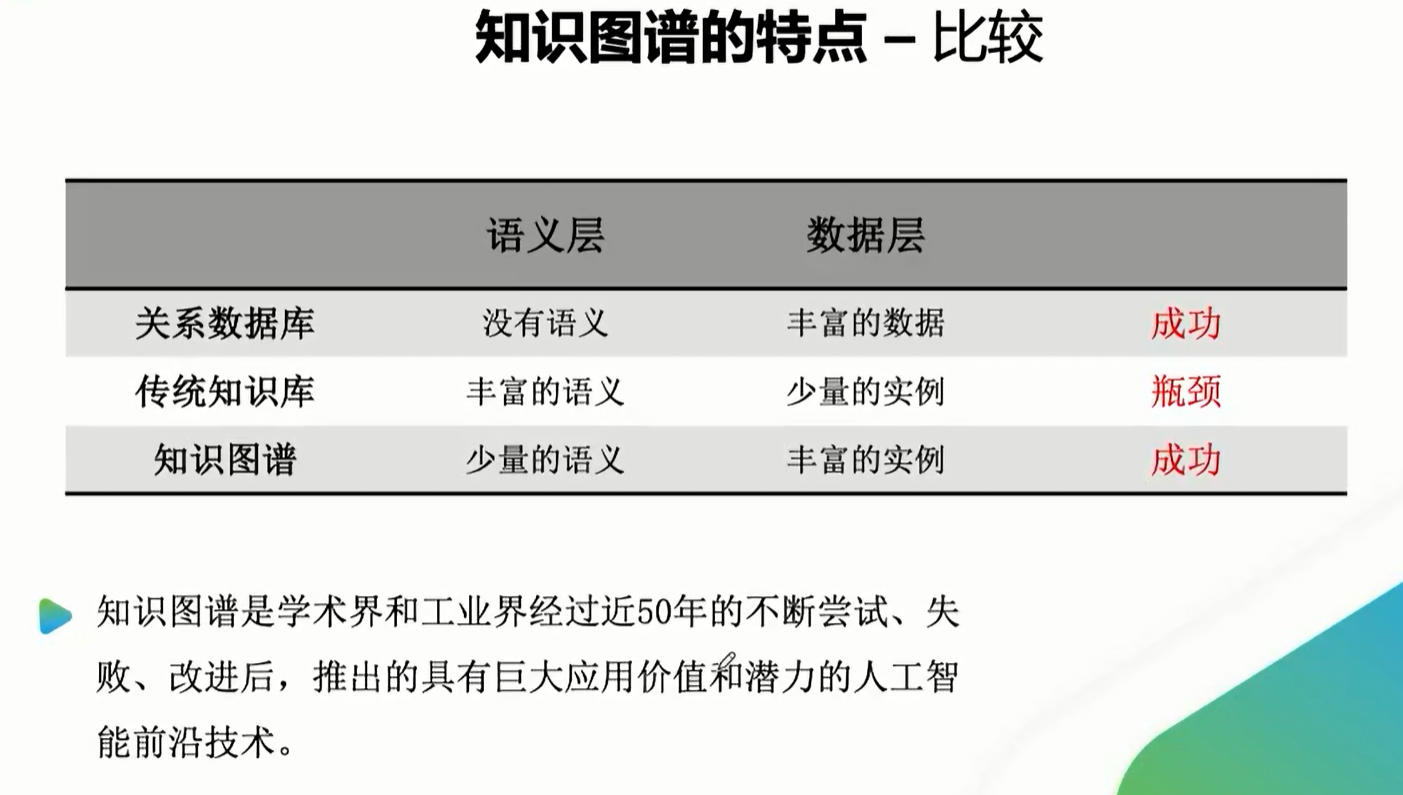 知识图谱的特点 – 比较
语义层 数据层
关系数据库 没有语义 丰富的数据 成功
传统知识库 丰富的语义 少量的实例 瓶颈
知识图谱 少量的语义 丰富的实例 成功
知识图谱是学术界和工业界经过近50年的不断尝试、失
败、改进后，推出的具有巨大应用价值和潜力的人工智
能前沿技术。